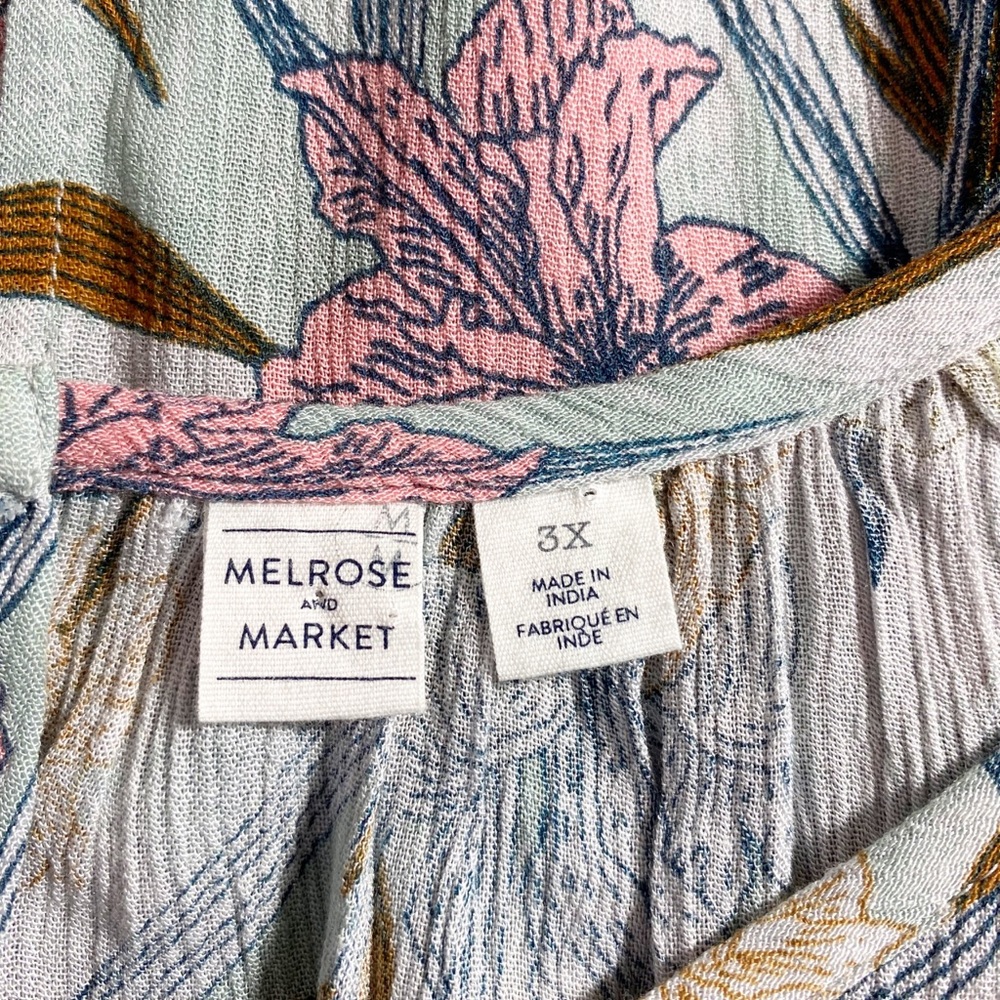 MELROSE
AND
MARKET
3X
MADE IN
INDIA
FABRIQUÉ EN
INDE